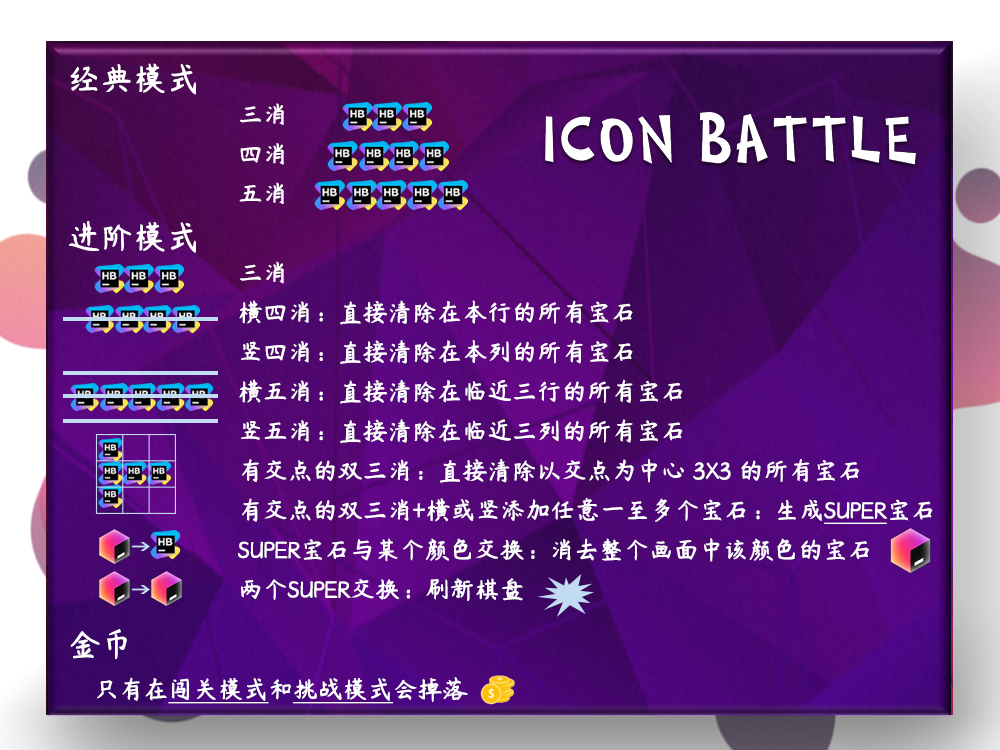 经典模式
三消 HB HB HB
ICON BATTLE
四消 HB HB HB HB
五消 HB HB HB HB HB
进阶模式
HB HB HB 三消
HB HB HB HB 横四消：直接清除在本行的所有宝石
竖四消：直接清除在本列的所有宝石
HB HB HB HB HB 横五消：直接清除在临近三行的所有宝石
竖五消：直接清除在临近三列的所有宝石
HB
HB HB HB 有交点的双三消：直接清除以交点为中心 3X3 的所有宝石
HB
有交点的双三消+横或竖添加任意一至多个宝石：生成SUPER宝石
HB SUPER宝石与某个颜色交换：消去整个画面中该颜色的宝石
两个SUPER交换：刷新棋盘
金币
只有在闯关模式和挑战模式会掉落 $